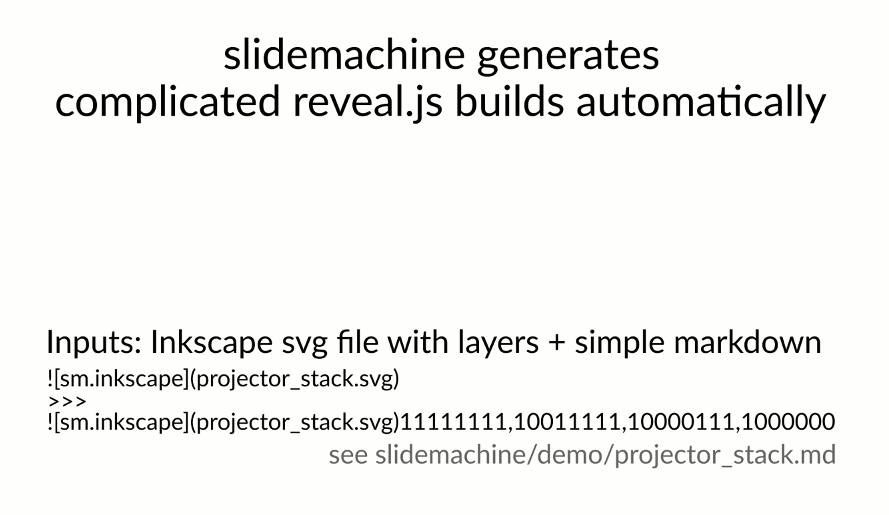 slidemachine generates
complicated reveal.js builds automatically
Inputs: Inkscape svg file with layers + simple markdown
![sm.inkscape](projector_stack.svg)
>>>
![sm.inkscape](projector_stack.svg)11111111,10011111,10000111,1000000
see slidemachine/demo/projector_stack.md